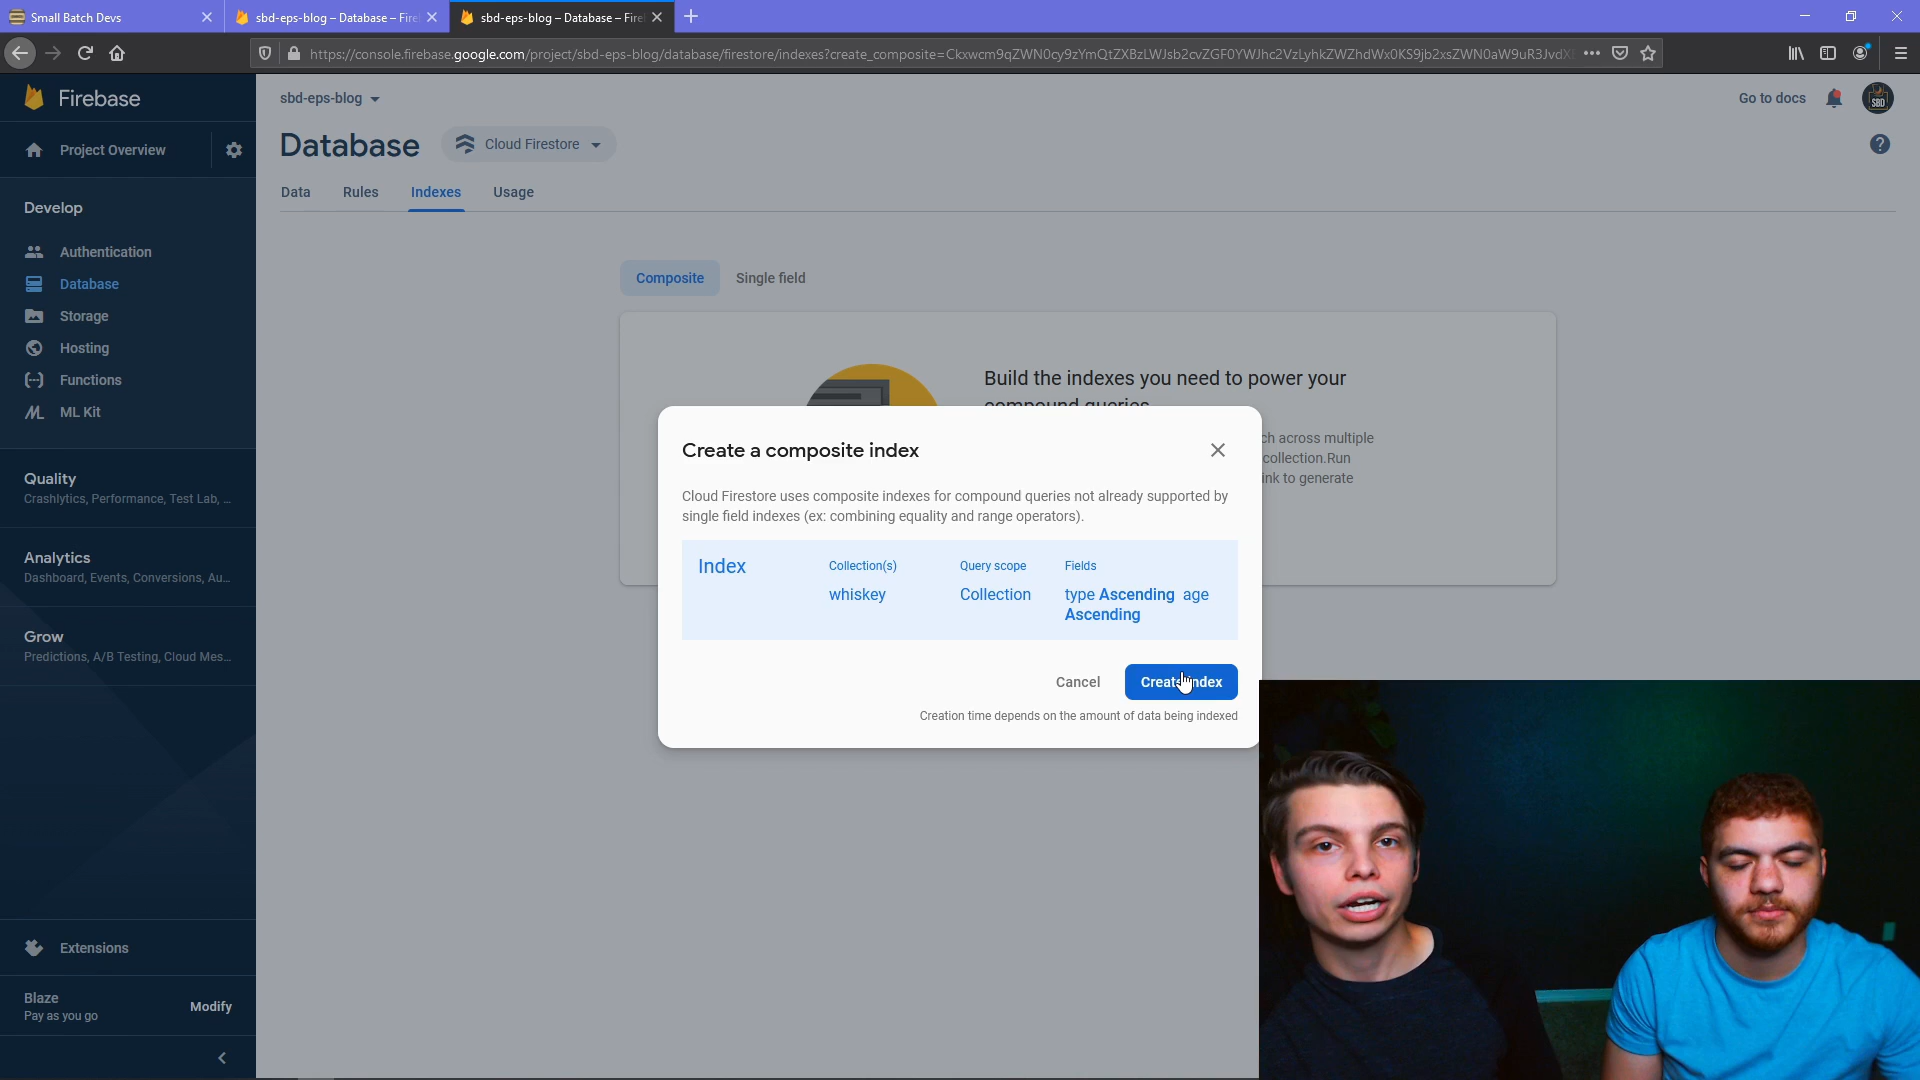 Small Batch Devs
sbd-eps-blog – Database – Fire
sbd-eps-blog – Database – Fire
https://console.firebase.google.com/project/sbd-eps-blog/database/firestore/indexes?create_composite=Ckxwcm9qZWN0cy9zYmQtZXBzLWJsb2cvZGF0YWJhc2VzLyhkZWZhdWx0KS9jb2xsZWN0aW9uR3JvdX
Firebase
Project Overview
Develop
Authentication
Database
Storage
Hosting
Functions
ML Kit
Quality
Crashlytics, Performance, Test Lab, ...
Analytics
Dashboard, Events, Conversions, Au...
Grow
Predictions, A/B Testing, Cloud Mes...
Extensions
Blaze
Pay as you go
Modify
sbd-eps-blog
Go to docs
SBD
Database
Cloud Firestore
Data
Rules
Indexes
Usage
Composite
Single field
Build the indexes you need to power your
compound queries
ch across multiple
collection.Run
ink to generate
Create a composite index
Cloud Firestore uses composite indexes for compound queries not already supported by
single field indexes (ex: combining equality and range operators).
Index
Collection(s)
Query scope
Fields
whiskey
Collection
type Ascending age
Ascending
Cancel
Create index
Creation time depends on the amount of data being indexed